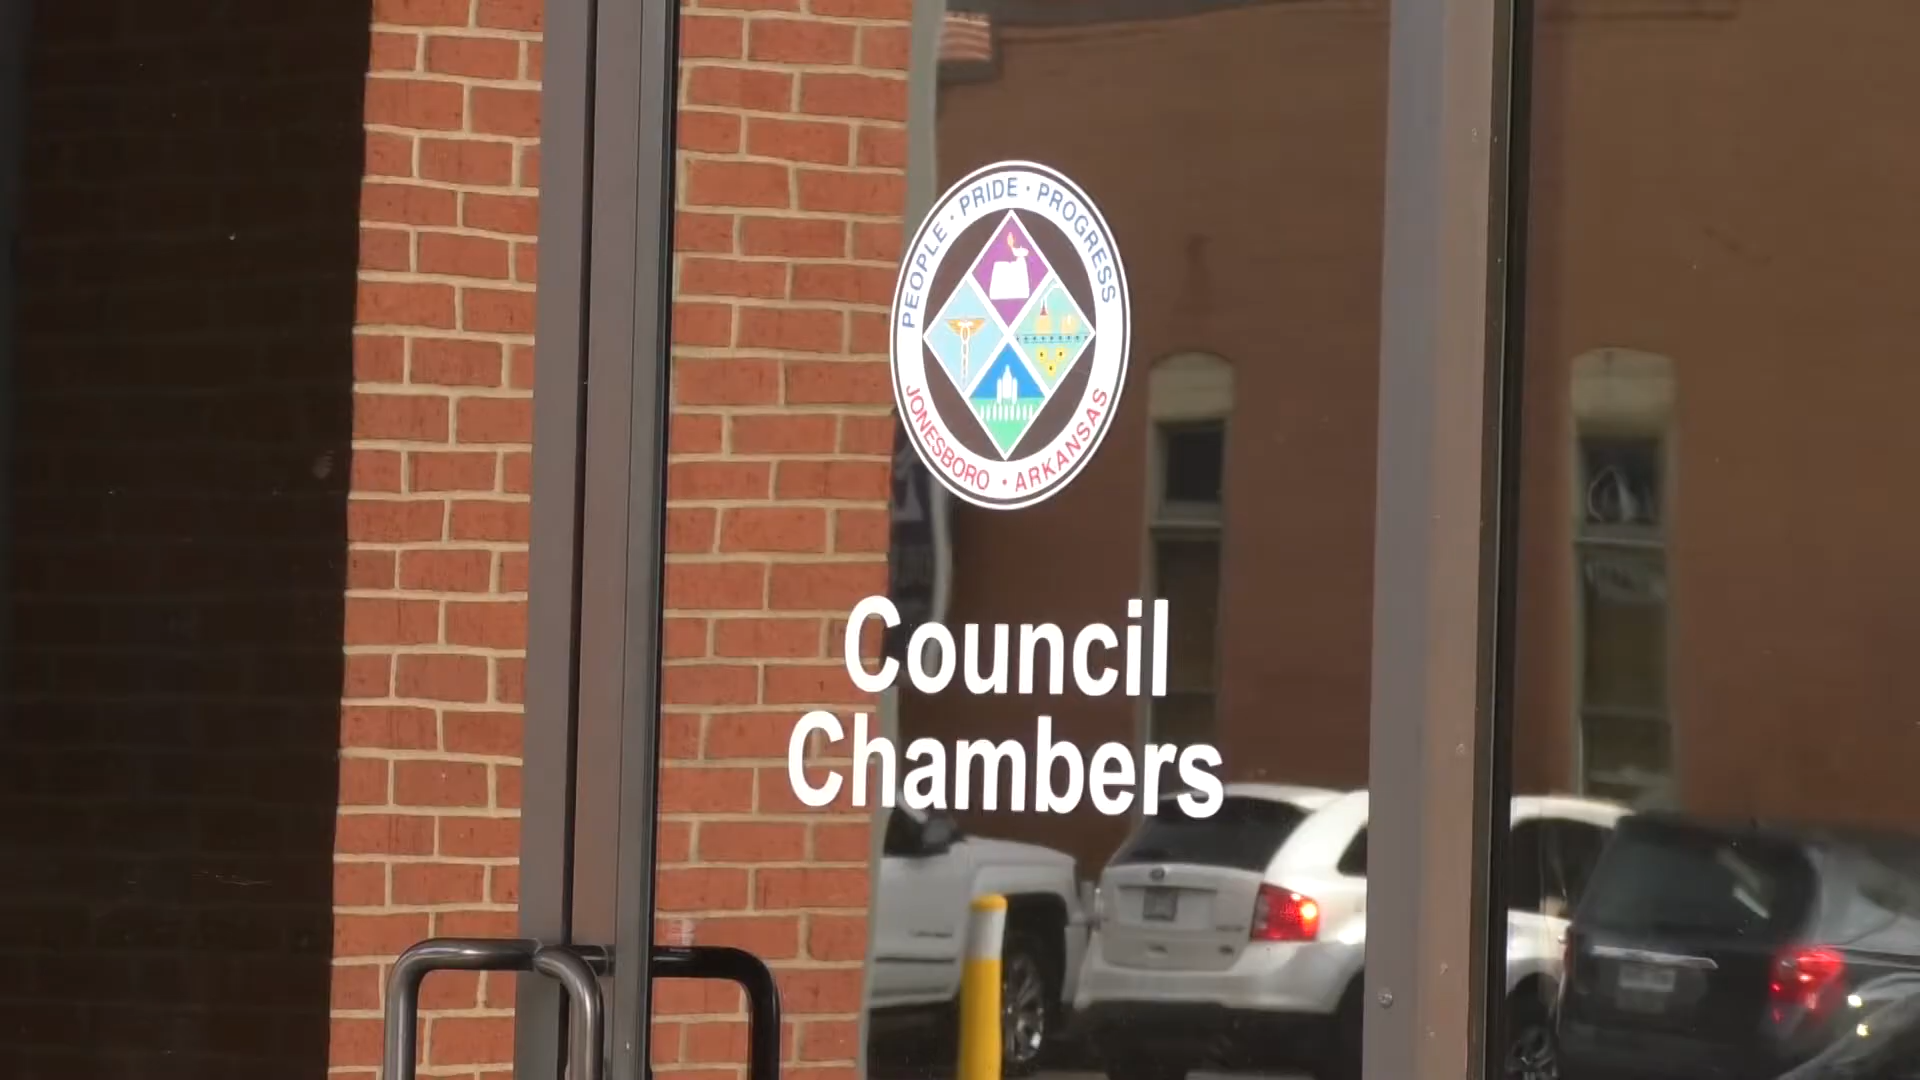 PEOPLE · PRIDE · PROGRESS
JONESBORO · ARKANSAS
Council
Chambers